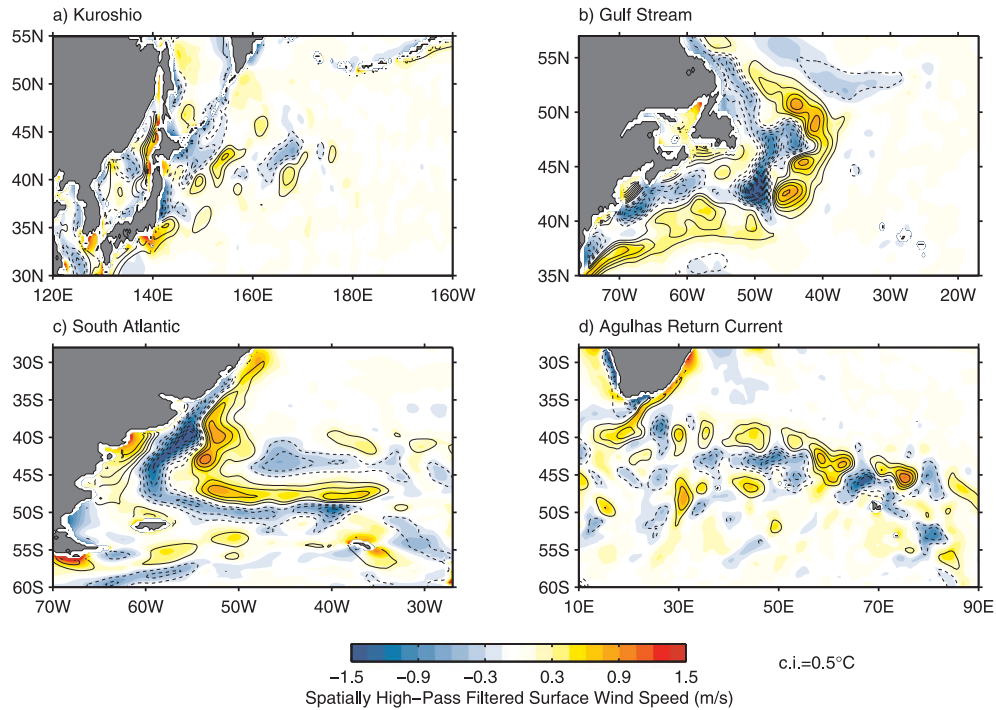 a) Kuroshio
55N
50N
45N
40N
35N
30N
120E 140E 160E 180E 160W
b) Gulf Stream
55N
50N
45N
40N
35N
70W 60W 50W 40W 30W 20W
c) South Atlantic
30S
35S
40S
45S
50S
55S
60S
70W 60W 50W 40W 30W
d) Agulhas Return Current
30S
35S
40S
45S
50S
55S
60S
10E 30E 50E 70E 90E
−1.5 −0.9 −0.3 0.3 0.9 1.5
c.i.=0.5°C
Spatially High−Pass Filtered Surface Wind Speed (m/s)